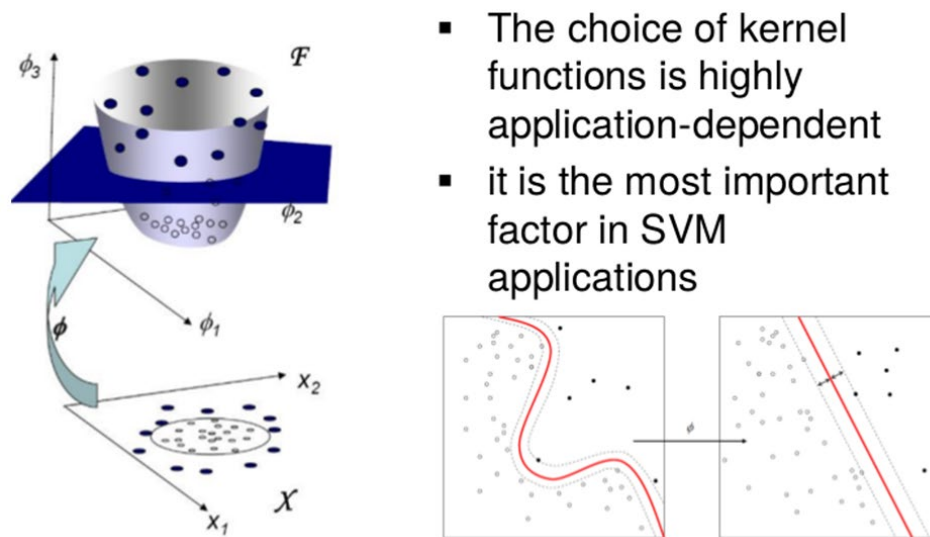 ▪ The choice of kernel
functions is highly
application-dependent
▪ it is the most important
factor in SVM
applications
ϕ₃
ℱ
ϕ₂
ϕ₁
ϕ
x₂
x₁
𝒳
ϕ